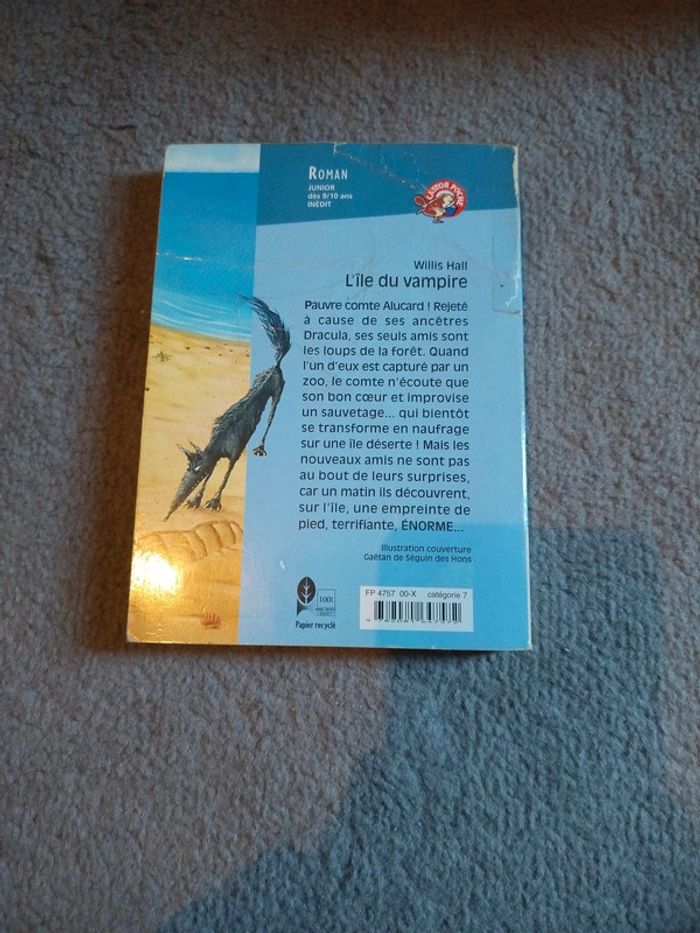 ROMAN
JUNIOR
dès 9/10 ans
INÉDIT
CASTOR POCHE
Willis Hall
L'île du vampire
Pauvre comte Alucard ! Rejeté
à cause de ses ancêtres
Dracula, ses seuls amis sont
les loups de la forêt. Quand
l'un d'eux est capturé par un
zoo, le comte n'écoute que
son bon cœur et improvise
un sauvetage... qui bientôt
se transforme en naufrage
sur une île déserte ! Mais les
nouveaux amis ne sont pas
au bout de leurs surprises,
car un matin ils découvrent,
sur l'île, une empreinte de
pied, terrifiante, ÉNORME...
Illustration couverture
Gaëtan de Séguin des Hons
100%
Papier recyclé
FP 4757 00-X catégorie 7